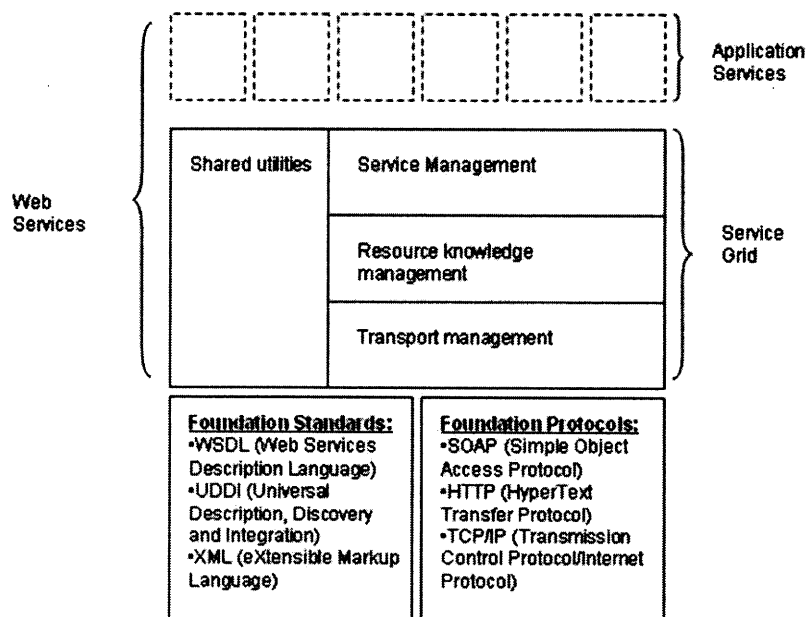 Application
Services
Web
Services
Shared utilities
Service Management
Resource knowledge
management
Transport management
Service
Grid
Foundation Standards:
•WSDL (Web Services
Description Language)
•UDDI (Universal
Description, Discovery
and Integration)
•XML (eXtensible Markup
Language)
Foundation Protocols:
•SOAP (Simple Object
Access Protocol)
•HTTP (HyperText
Transfer Protocol)
•TCP/IP (Transmission
Control Protocol/Internet
Protocol)